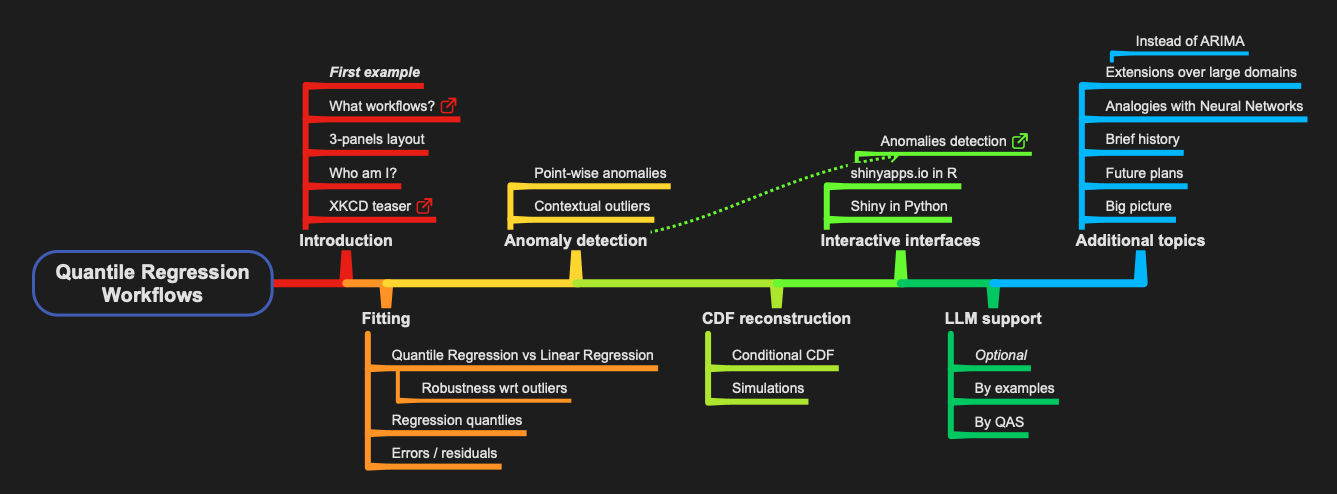 Quantile Regression
Workflows
First example
What workflows?
3-panels layout
Who am I?
XKCD teaser
Introduction
Fitting
Quantile Regression vs Linear Regression
Robustness wrt outliers
Regression quantlies
Errors / residuals
Point-wise anomalies
Contextual outliers
Anomaly detection
CDF reconstruction
Conditional CDF
Simulations
Anomalies detection
shinyapps.io in R
Shiny in Python
Interactive interfaces
LLM support
Optional
By examples
By QAS
Instead of ARIMA
Extensions over large domains
Analogies with Neural Networks
Brief history
Future plans
Big picture
Additional topics